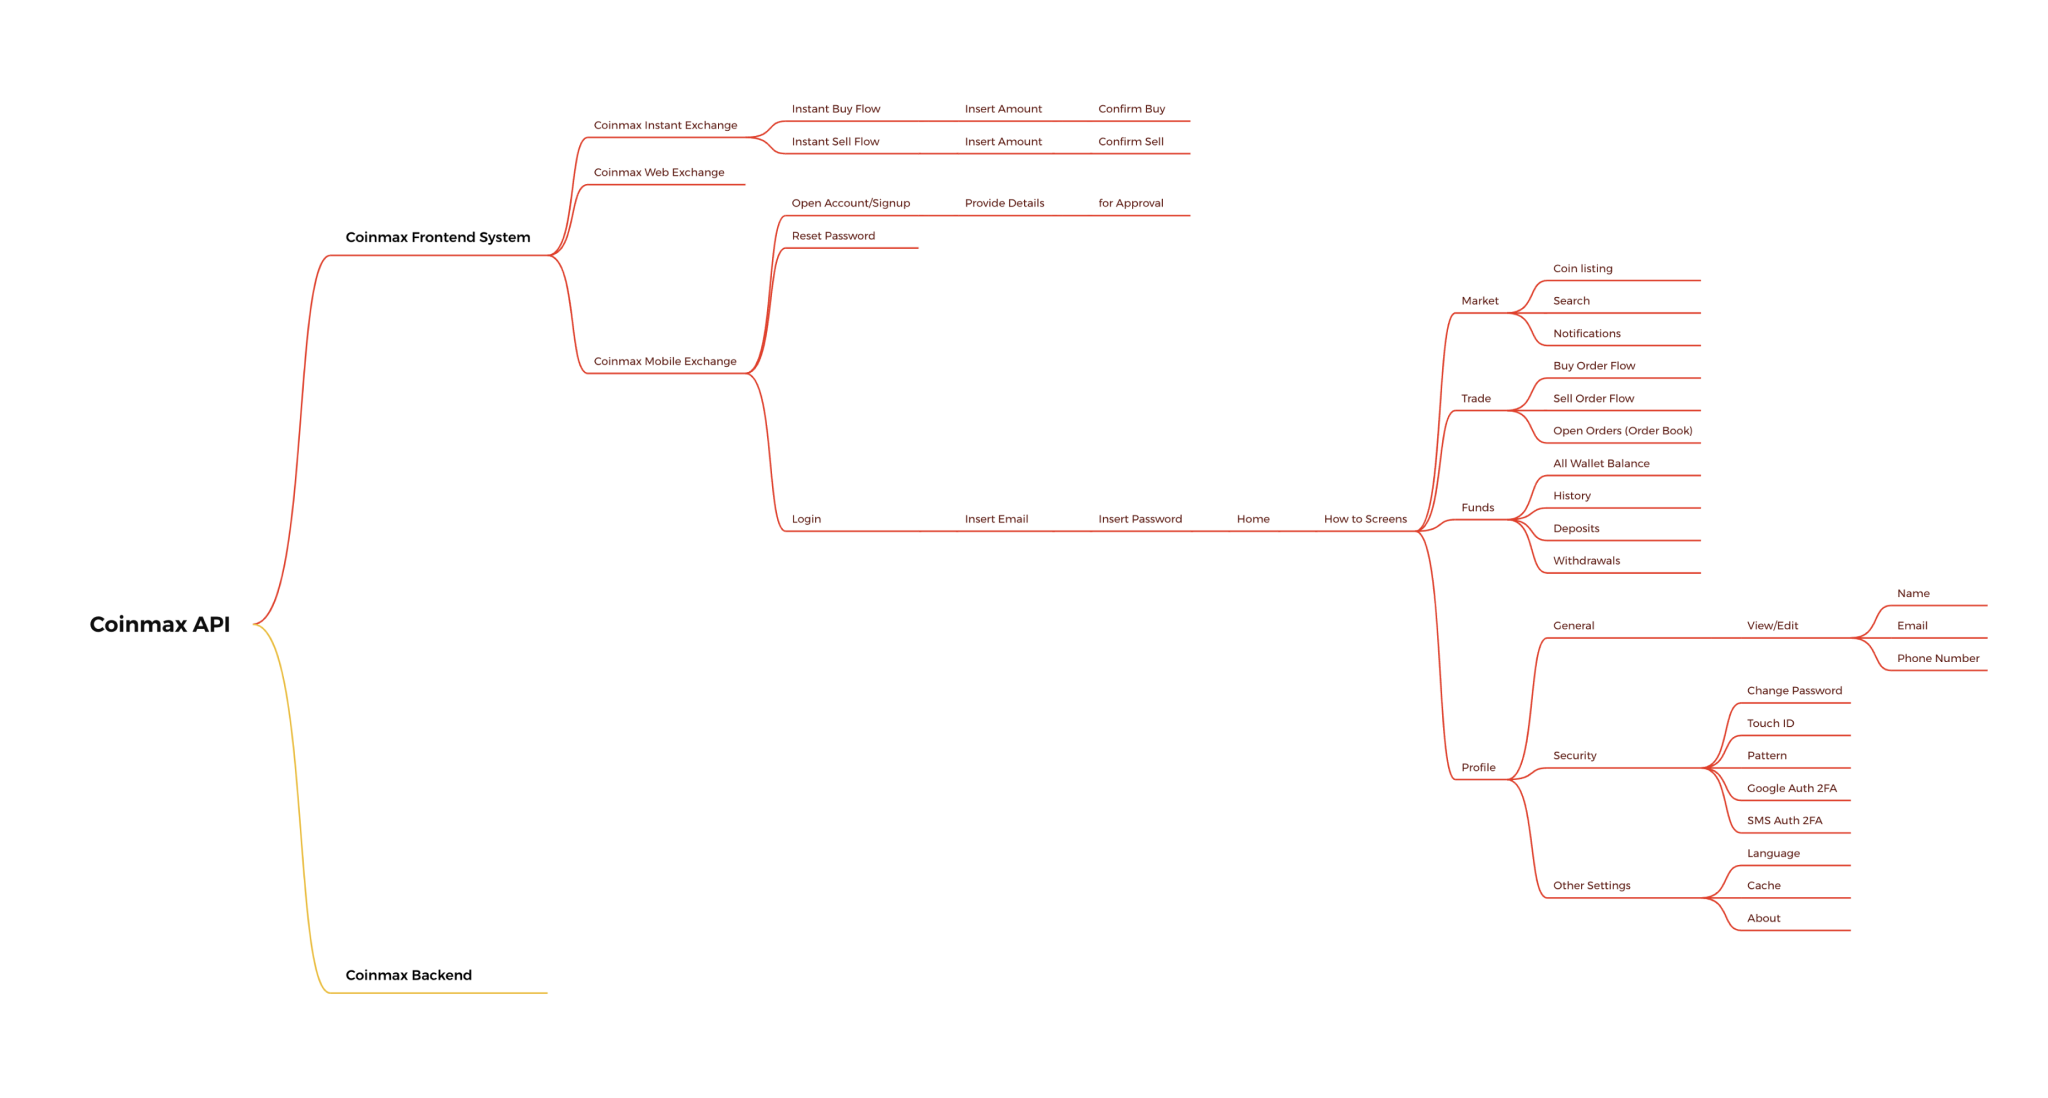 Coinmax API
Coinmax Frontend System
Coinmax Instant Exchange
Instant Buy Flow
Insert Amount
Confirm Buy
Instant Sell Flow
Insert Amount
Confirm Sell
Coinmax Web Exchange
Coinmax Mobile Exchange
Open Account/Signup
Provide Details
for Approval
Reset Password
Login
Insert Email
Insert Password
Home
How to Screens
Market
Coin listing
Search
Notifications
Trade
Buy Order Flow
Sell Order Flow
Open Orders (Order Book)
Funds
All Wallet Balance
History
Deposits
Withdrawals
Profile
General
View/Edit
Name
Email
Phone Number
Security
Change Password
Touch ID
Pattern
Google Auth 2FA
SMS Auth 2FA
Other Settings
Language
Cache
About
Coinmax Backend